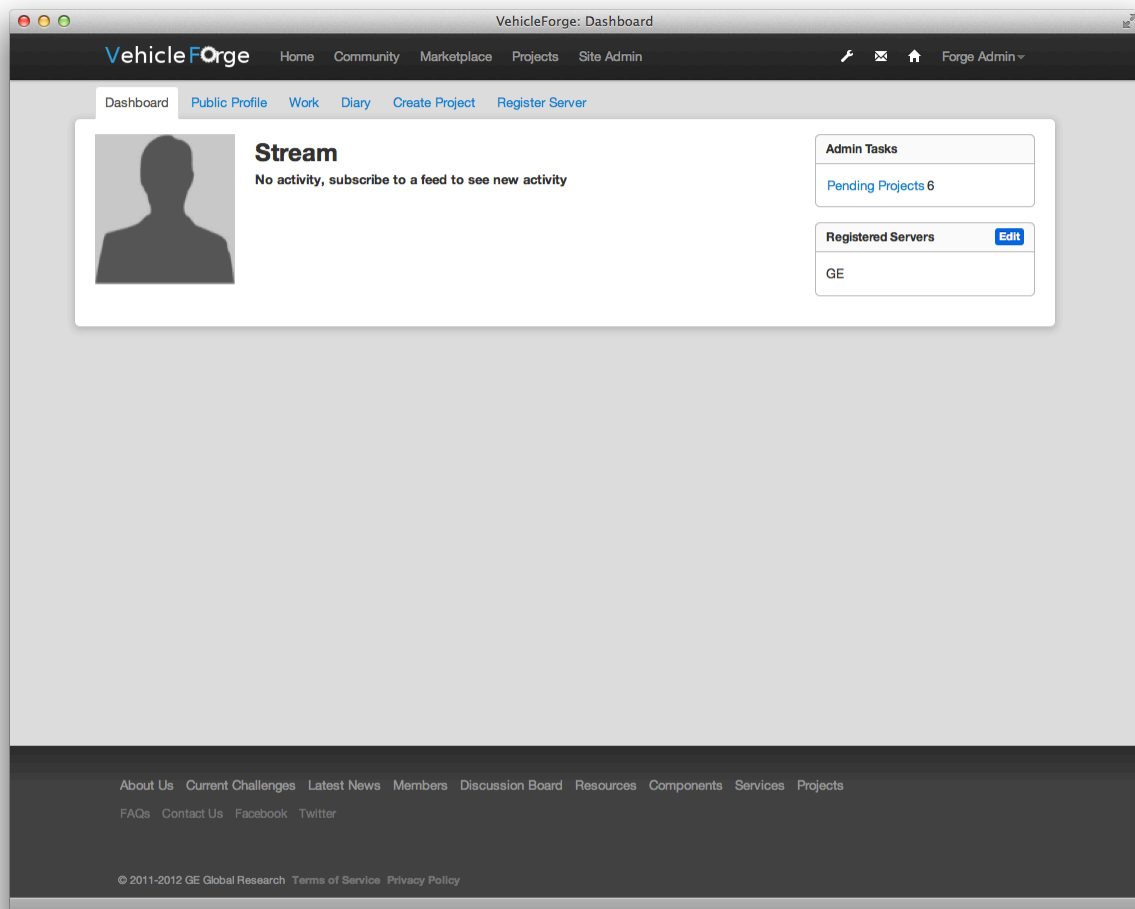 VehicleForge: Dashboard
VehicleForge Home Community Marketplace Projects Site Admin Forge Admin
Dashboard Public Profile Work Diary Create Project Register Server
Stream
No activity, subscribe to a feed to see new activity
Admin Tasks
Pending Projects 6
Registered Servers Edit
GE
About Us Current Challenges Latest News Members Discussion Board Resources Components Services Projects
FAQs Contact Us Facebook Twitter
© 2011-2012 GE Global Research Terms of Service Privacy Policy